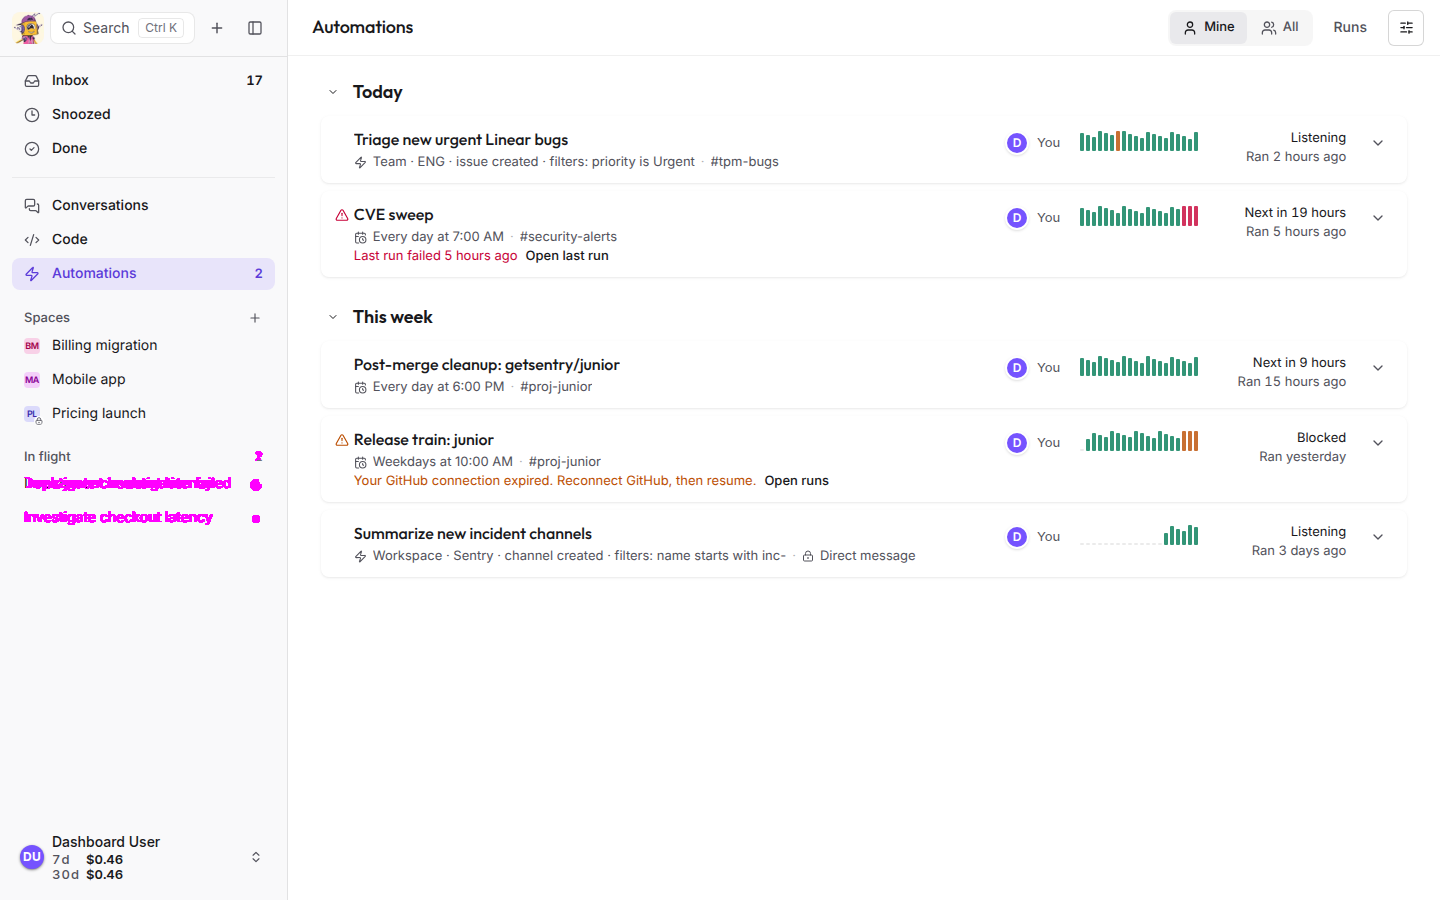 Search Ctrl K
Inbox 17
Snoozed
Done
Conversations
Code
Automations 2
Spaces
BM Billing migration
MA Mobile app
PL Pricing launch
In flight
Investigate checkout latency
DU Dashboard User
7d $0.46
30d $0.46
Automations
Mine All Runs
Today
Triage new urgent Linear bugs
Team · ENG · issue created · filters: priority is Urgent · #tpm-bugs
D You
Listening
Ran 2 hours ago
CVE sweep
Every day at 7:00 AM · #security-alerts
Last run failed 5 hours ago Open last run
D You
Next in 19 hours
Ran 5 hours ago
This week
Post-merge cleanup: getsentry/junior
Every day at 6:00 PM · #proj-junior
D You
Next in 9 hours
Ran 15 hours ago
Release train: junior
Weekdays at 10:00 AM · #proj-junior
Your GitHub connection expired. Reconnect GitHub, then resume. Open runs
D You
Blocked
Ran yesterday
Summarize new incident channels
Workspace · Sentry · channel created · filters: name starts with inc- · Direct message
D You
Listening
Ran 3 days ago